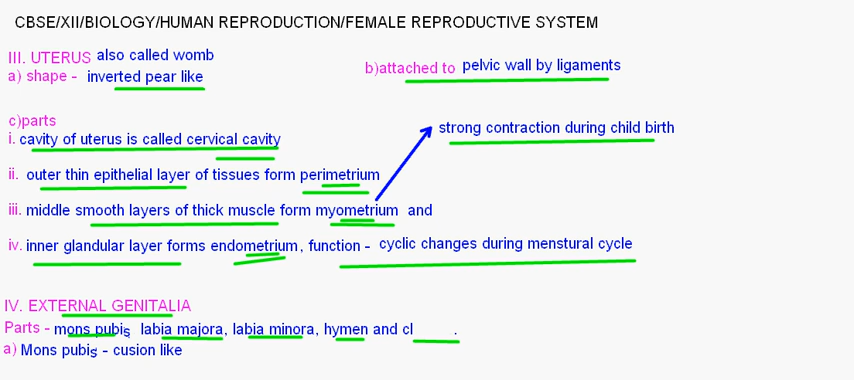 CBSE/XII/BIOLOGY/HUMAN REPRODUCTION/FEMALE REPRODUCTIVE SYSTEM
III. UTERUS also called womb
a) shape - inverted pear like
b)attached to pelvic wall by ligaments
c)parts
i. cavity of uterus is called cervical cavity
strong contraction during child birth
ii. outer thin epithelial layer of tissues form perimetrium
iii. middle smooth layers of thick muscle form myometrium and
iv. inner glandular layer forms endometrium, function - cyclic changes during menstural cycle
IV. EXTERNAL GENITALIA
Parts - mons pubis labia majora, labia minora, hymen and cl .
a) Mons pubis - cusion like